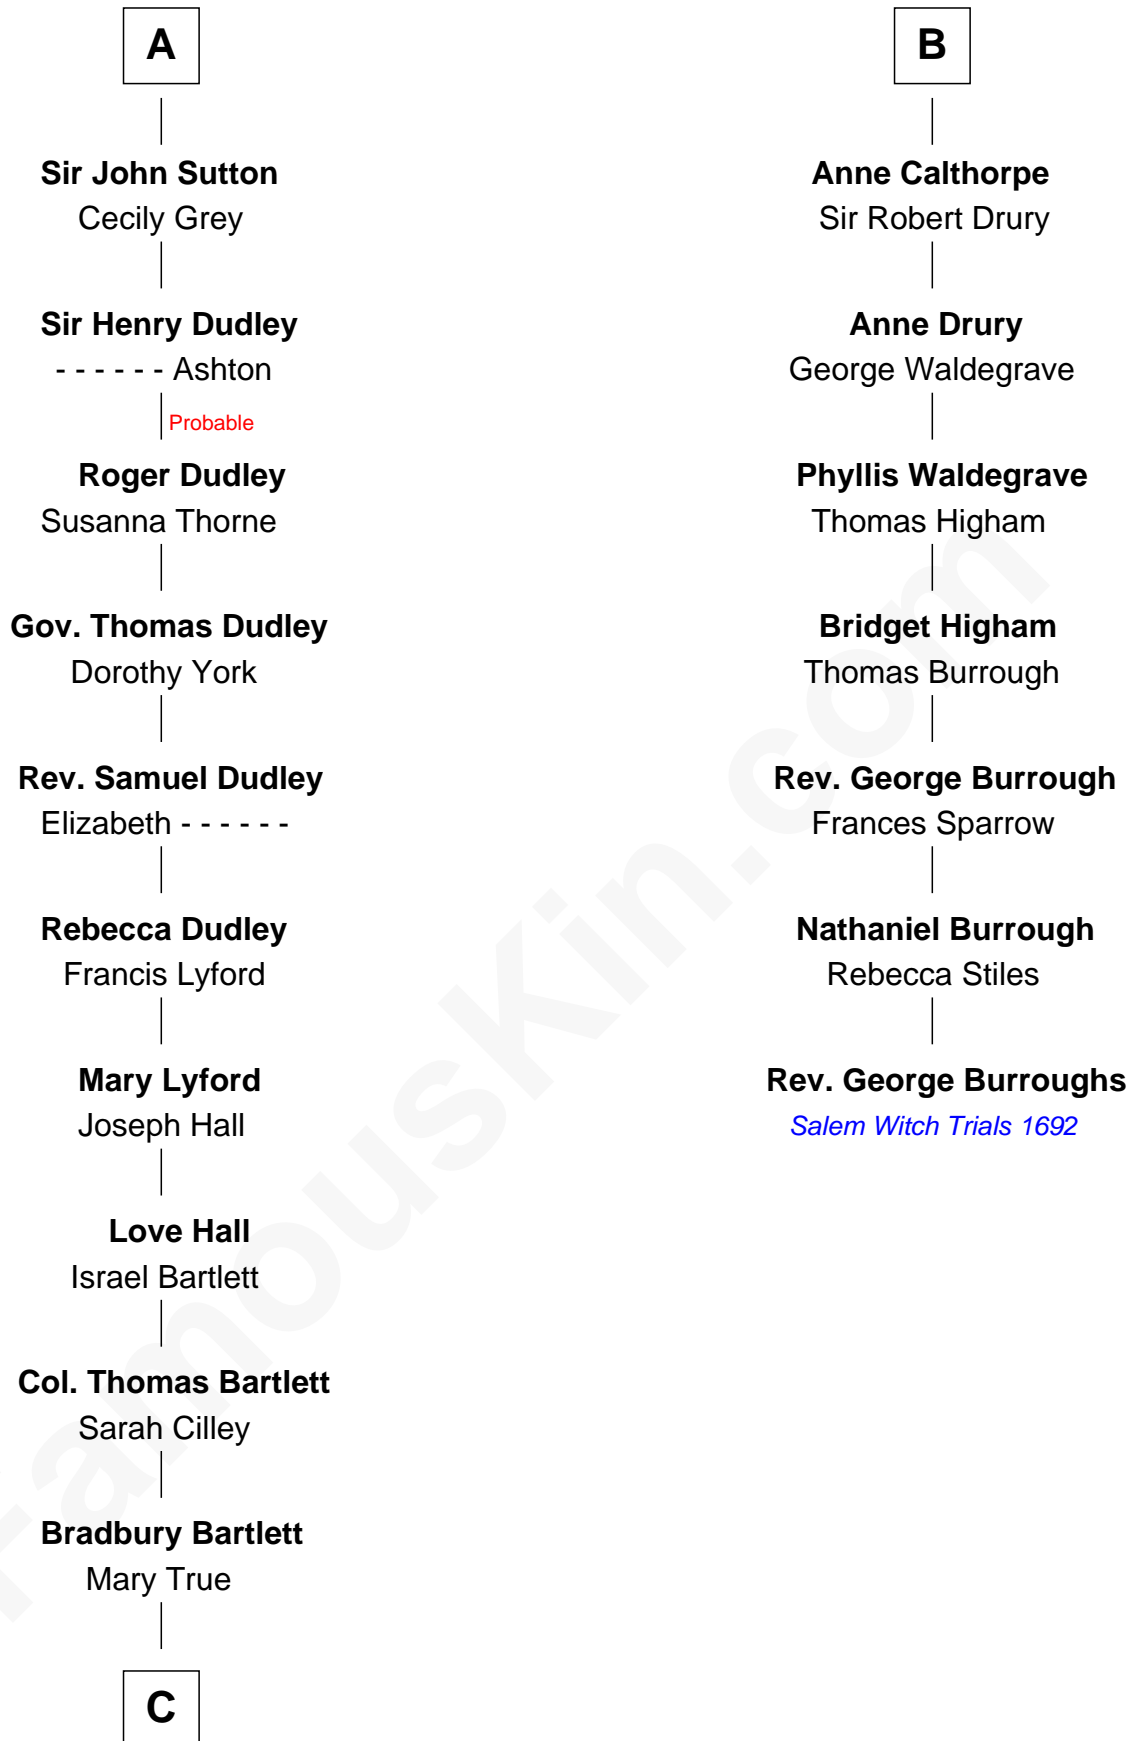 A
Sir John Sutton
Cecily Grey
Sir Henry Dudley
- - - - - - Ashton
Probable
Roger Dudley
Susanna Thorne
Gov. Thomas Dudley
Dorothy York
Rev. Samuel Dudley
Elizabeth - - - - - -
Rebecca Dudley
Francis Lyford
Mary Lyford
Joseph Hall
Love Hall
Israel Bartlett
Col. Thomas Bartlett
Sarah Cilley
Bradbury Bartlett
Mary True
C
B
Anne Calthorpe
Sir Robert Drury
Anne Drury
George Waldegrave
Phyllis Waldegrave
Thomas Higham
Bridget Higham
Thomas Burrough
Rev. George Burrough
Frances Sparrow
Nathaniel Burrough
Rebecca Stiles
Rev. George Burroughs
Salem Witch Trials 1692
FamousKin.com